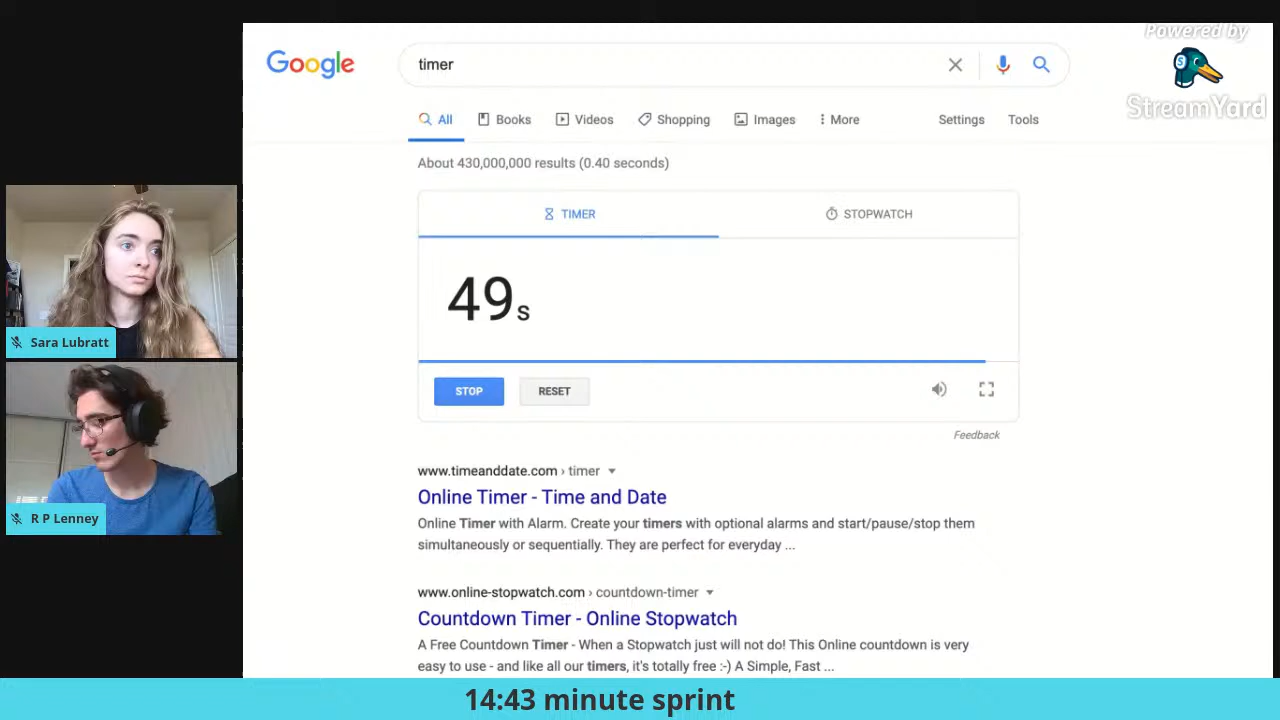 Powered by
StreamYard
Google
timer
All
Books
Videos
Shopping
Images
More
Settings
Tools
About 430,000,000 results (0.40 seconds)
TIMER
STOPWATCH
49s
STOP
RESET
Feedback
www.timeanddate.com › timer
Online Timer - Time and Date
Online Timer with Alarm. Create your timers with optional alarms and start/pause/stop them
simultaneously or sequentially. They are perfect for everyday ...
www.online-stopwatch.com › countdown-timer
Countdown Timer - Online Stopwatch
A Free Countdown Timer - When a Stopwatch just will not do! This Online countdown is very
easy to use - and like all our timers, it's totally free :-) A Simple, Fast ...
Sara Lubratt
R P Lenney
14:43 minute sprint